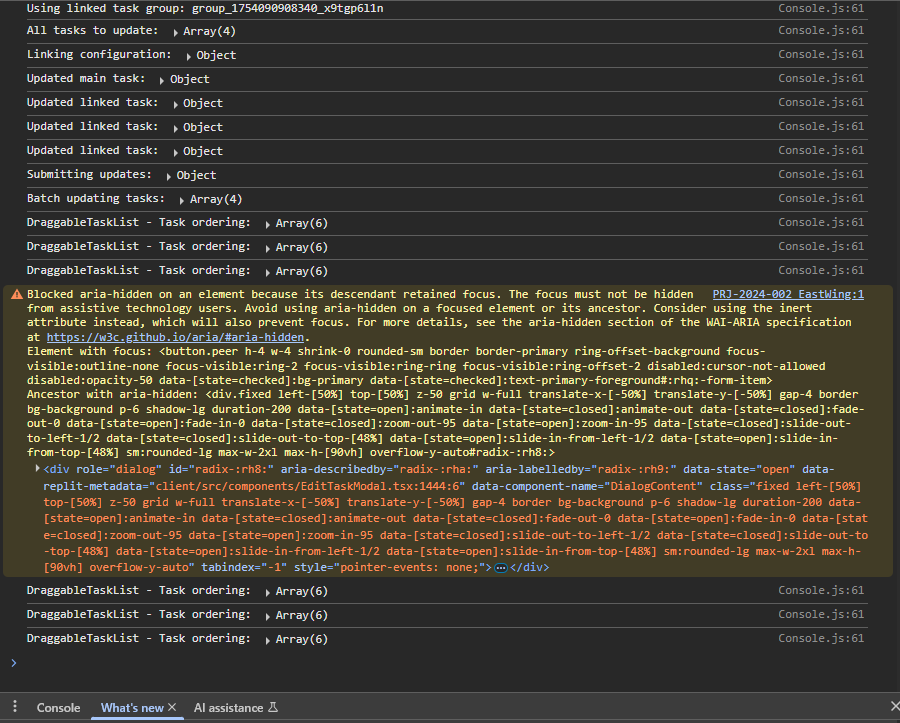 Using linked task group: group_1754090908340_x9tgp6l1n Console.js:61
All tasks to update: ▸ Array(4) Console.js:61
Linking configuration: ▸ Object Console.js:61
Updated main task: ▸ Object Console.js:61
Updated linked task: ▸ Object Console.js:61
Updated linked task: ▸ Object Console.js:61
Updated linked task: ▸ Object Console.js:61
Submitting updates: ▸ Object Console.js:61
Batch updating tasks: ▸ Array(4) Console.js:61
DraggableTaskList - Task ordering: ▸ Array(6) Console.js:61
DraggableTaskList - Task ordering: ▸ Array(6) Console.js:61
DraggableTaskList - Task ordering: ▸ Array(6) Console.js:61
Blocked aria-hidden on an element because its descendant retained focus. The focus must not be hidden PRJ-2024-002 EastWing:1
from assistive technology users. Avoid using aria-hidden on a focused element or its ancestor. Consider using the inert
attribute instead, which will also prevent focus. For more details, see the aria-hidden section of the WAI-ARIA specification
at https://w3c.github.io/aria/#aria-hidden.
Element with focus: <button.peer h-4 w-4 shrink-0 rounded-sm border border-primary ring-offset-background focus-
visible:outline-none focus-visible:ring-2 focus-visible:ring-ring focus-visible:ring-offset-2 disabled:cursor-not-allowed
disabled:opacity-50 data-[state=checked]:bg-primary data-[state=checked]:text-primary-foreground#:rhq:-form-item>
Ancestor with aria-hidden: <div.fixed left-[50%] top-[50%] z-50 grid w-full translate-x-[-50%] translate-y-[-50%] gap-4 border
bg-background p-6 shadow-lg duration-200 data-[state=open]:animate-in data-[state=closed]:animate-out data-[state=closed]:fade-
out-0 data-[state=open]:fade-in-0 data-[state=closed]:zoom-out-95 data-[state=open]:zoom-in-95 data-[state=closed]:slide-out-
to-left-1/2 data-[state=closed]:slide-out-to-top-[48%] data-[state=open]:slide-in-from-left-1/2 data-[state=open]:slide-in-
from-top-[48%] sm:rounded-lg max-w-2xl max-h-[90vh] overflow-y-auto#radix-:rh8:>
▸<div role="dialog" id="radix-:rh8:" aria-describedby="radix-:rha:" aria-labelledby="radix-:rh9:" data-state="open" data-
replit-metadata="client/src/components/EditTaskModal.tsx:1444:6" data-component-name="DialogContent" class="fixed left-[50%]
top-[50%] z-50 grid w-full translate-x-[-50%] translate-y-[-50%] gap-4 border bg-background p-6 shadow-lg duration-200 data-
[state=open]:animate-in data-[state=closed]:animate-out data-[state=closed]:fade-out-0 data-[state=open]:fade-in-0 data-[stat
e=closed]:zoom-out-95 data-[state=open]:zoom-in-95 data-[state=closed]:slide-out-to-left-1/2 data-[state=closed]:slide-out-to
-top-[48%] data-[state=open]:slide-in-from-left-1/2 data-[state=open]:slide-in-from-top-[48%] sm:rounded-lg max-w-2xl max-h-
[90vh] overflow-y-auto" tabindex="-1" style="pointer-events: none;">…</div>
DraggableTaskList - Task ordering: ▸ Array(6) Console.js:61
DraggableTaskList - Task ordering: ▸ Array(6) Console.js:61
DraggableTaskList - Task ordering: ▸ Array(6) Console.js:61
Console What's new AI assistance